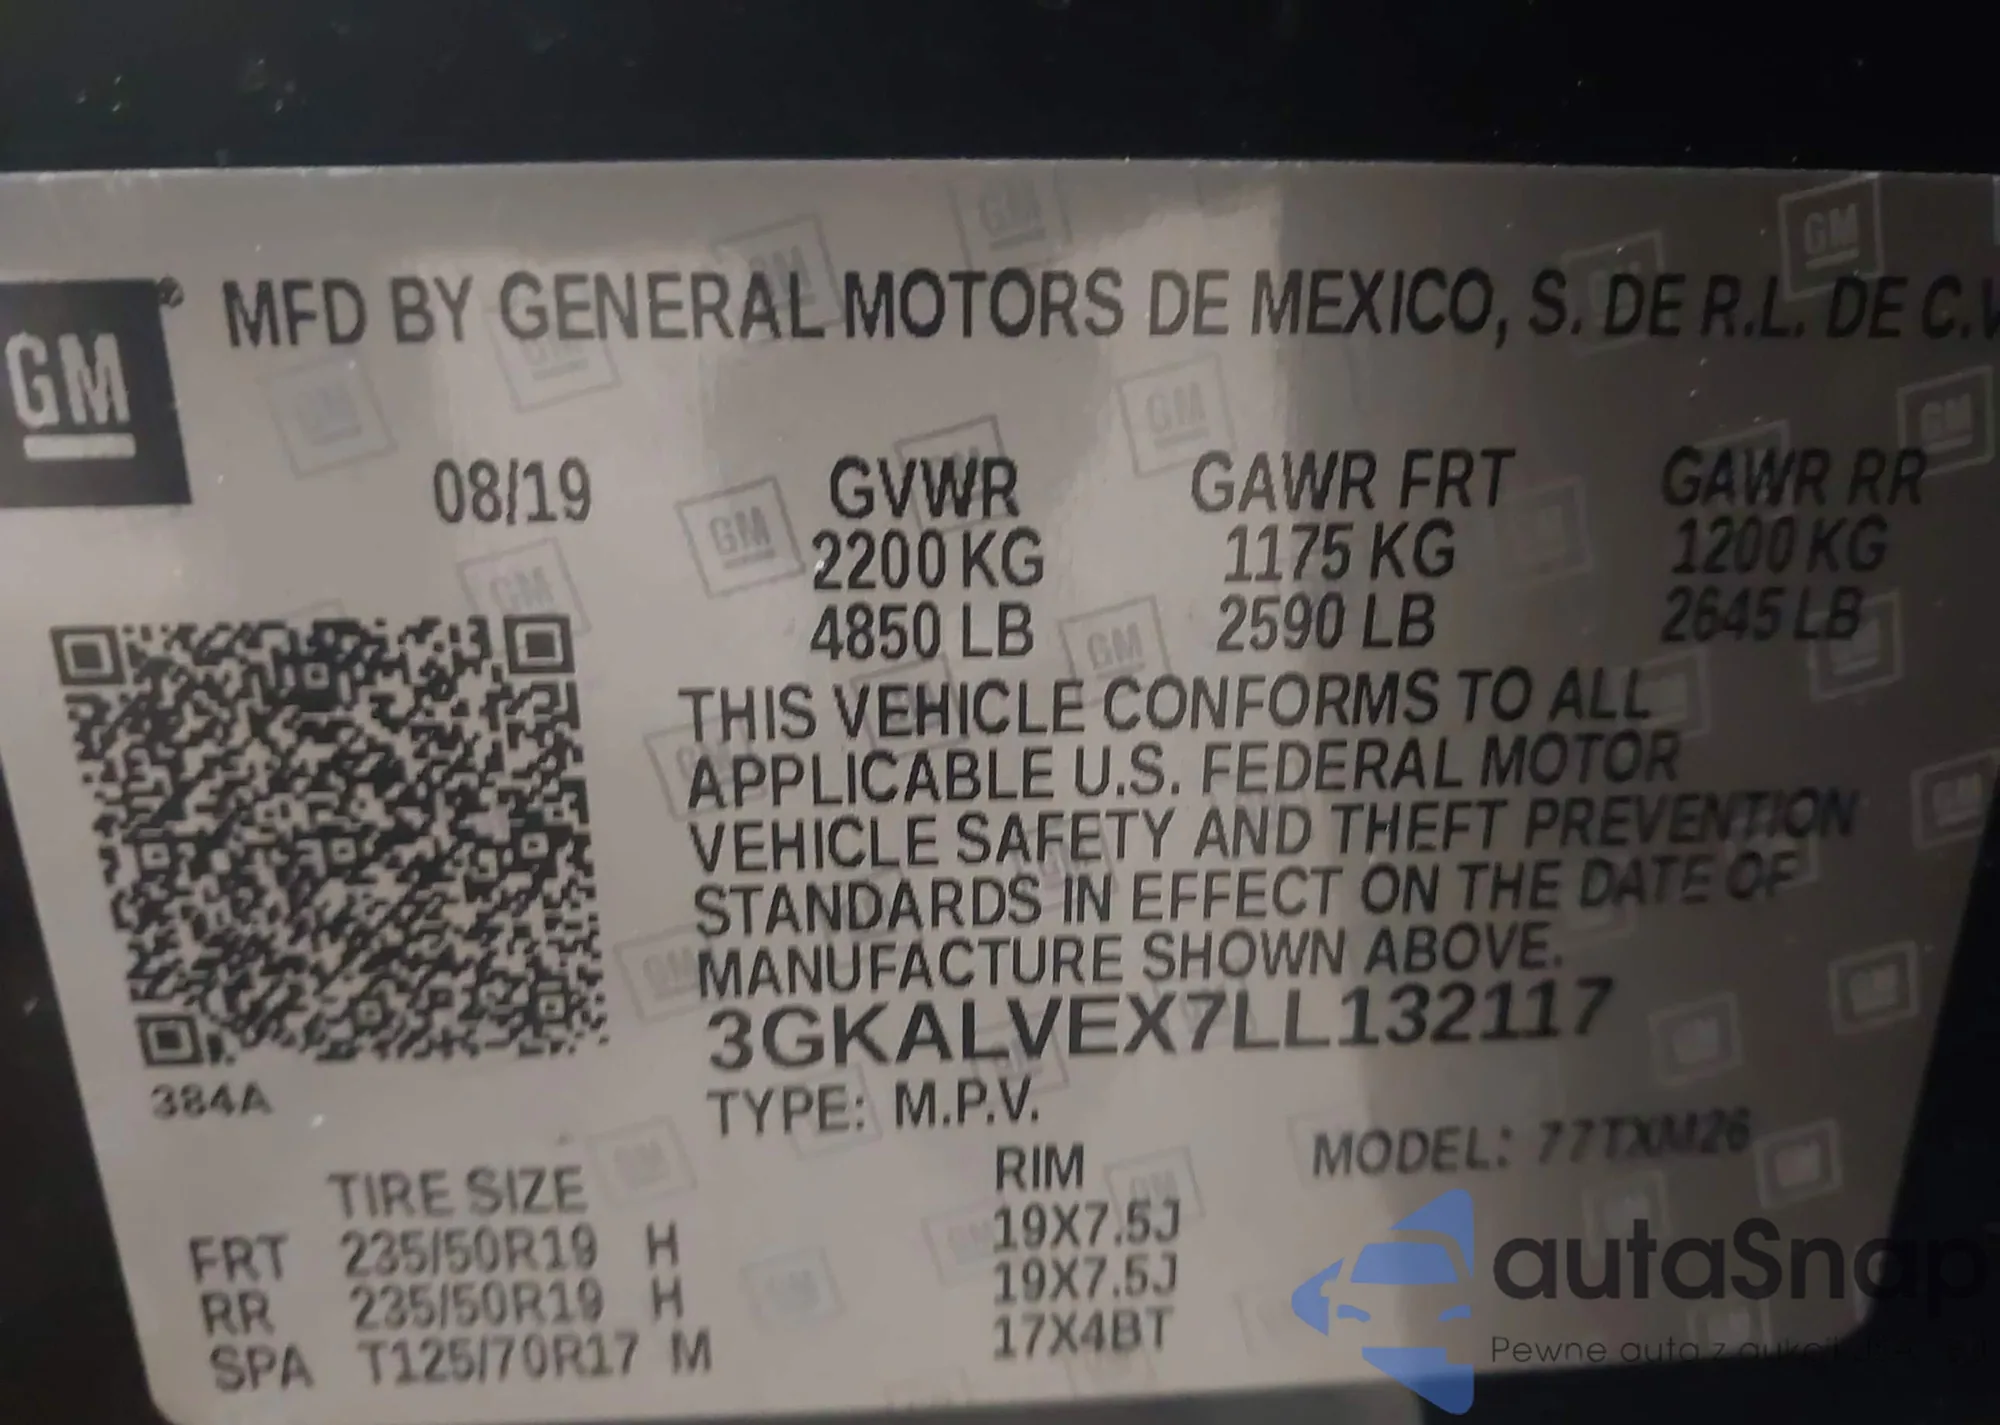 GM
® MFD BY GENERAL MOTORS DE MEXICO, S. DE R.L. DE C.V
08/19 GVWR GAWR FRT GAWR RR
2200 KG 1175 KG 1200 KG
4850 LB 2590 LB 2645 LB
THIS VEHICLE CONFORMS TO ALL
APPLICABLE U.S. FEDERAL MOTOR
VEHICLE SAFETY AND THEFT PREVENTION
STANDARDS IN EFFECT ON THE DATE OF
MANUFACTURE SHOWN ABOVE.
3GKALVEX7LL132117
384A
TYPE: M.P.V.
MODEL: 77TXM26
TIRE SIZE RIM
FRT 235/50R19 H 19X7.5J
RR 235/50R19 H 19X7.5J
SPA T125/70R17 M 17X4BT
autaSnap
Pewne auta z